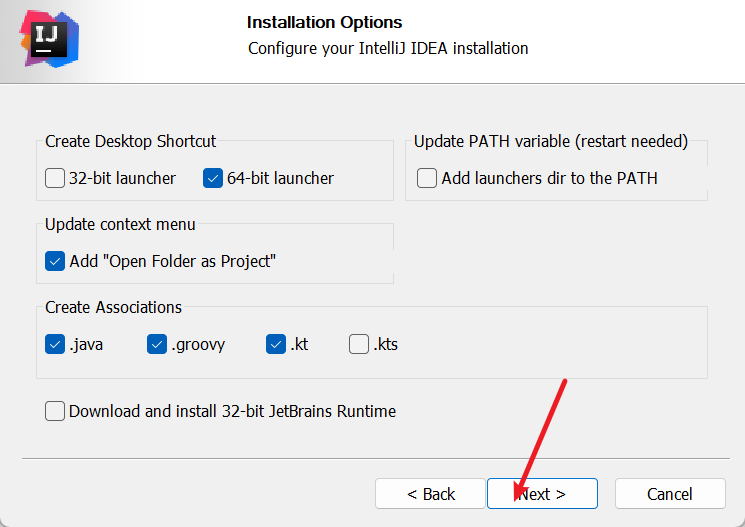 IJ
Installation Options
Configure your IntelliJ IDEA installation
Create Desktop Shortcut
32-bit launcher 64-bit launcher
Update PATH variable (restart needed)
Add launchers dir to the PATH
Update context menu
Add "Open Folder as Project"
Create Associations
.java .groovy .kt .kts
Download and install 32-bit JetBrains Runtime
< Back Next > Cancel